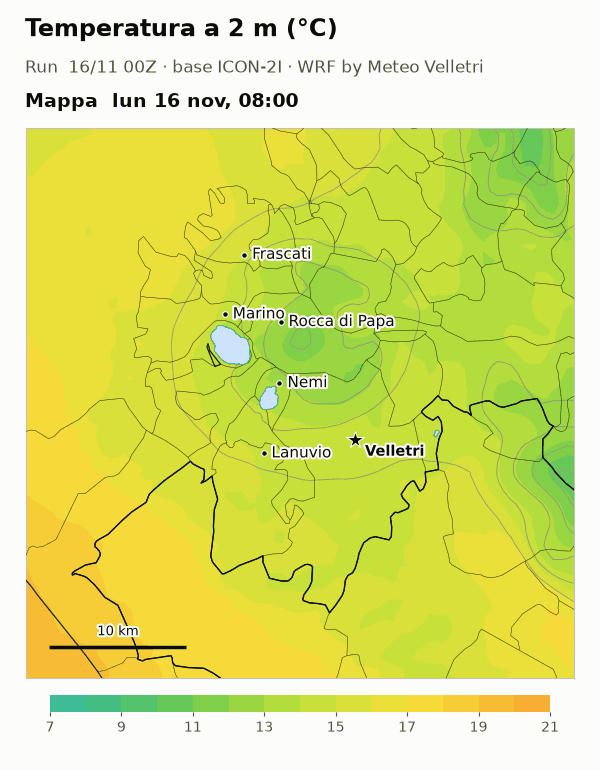 Temperatura a 2 m (°C)
Run  16/11 00Z · base ICON-2I · WRF by Meteo Velletri
Mappa  lun 16 nov, 08:00
Frascati
Marino
Rocca di Papa
Nemi
Velletri
Lanuvio
10 km
7 9 11 13 15 17 19 21